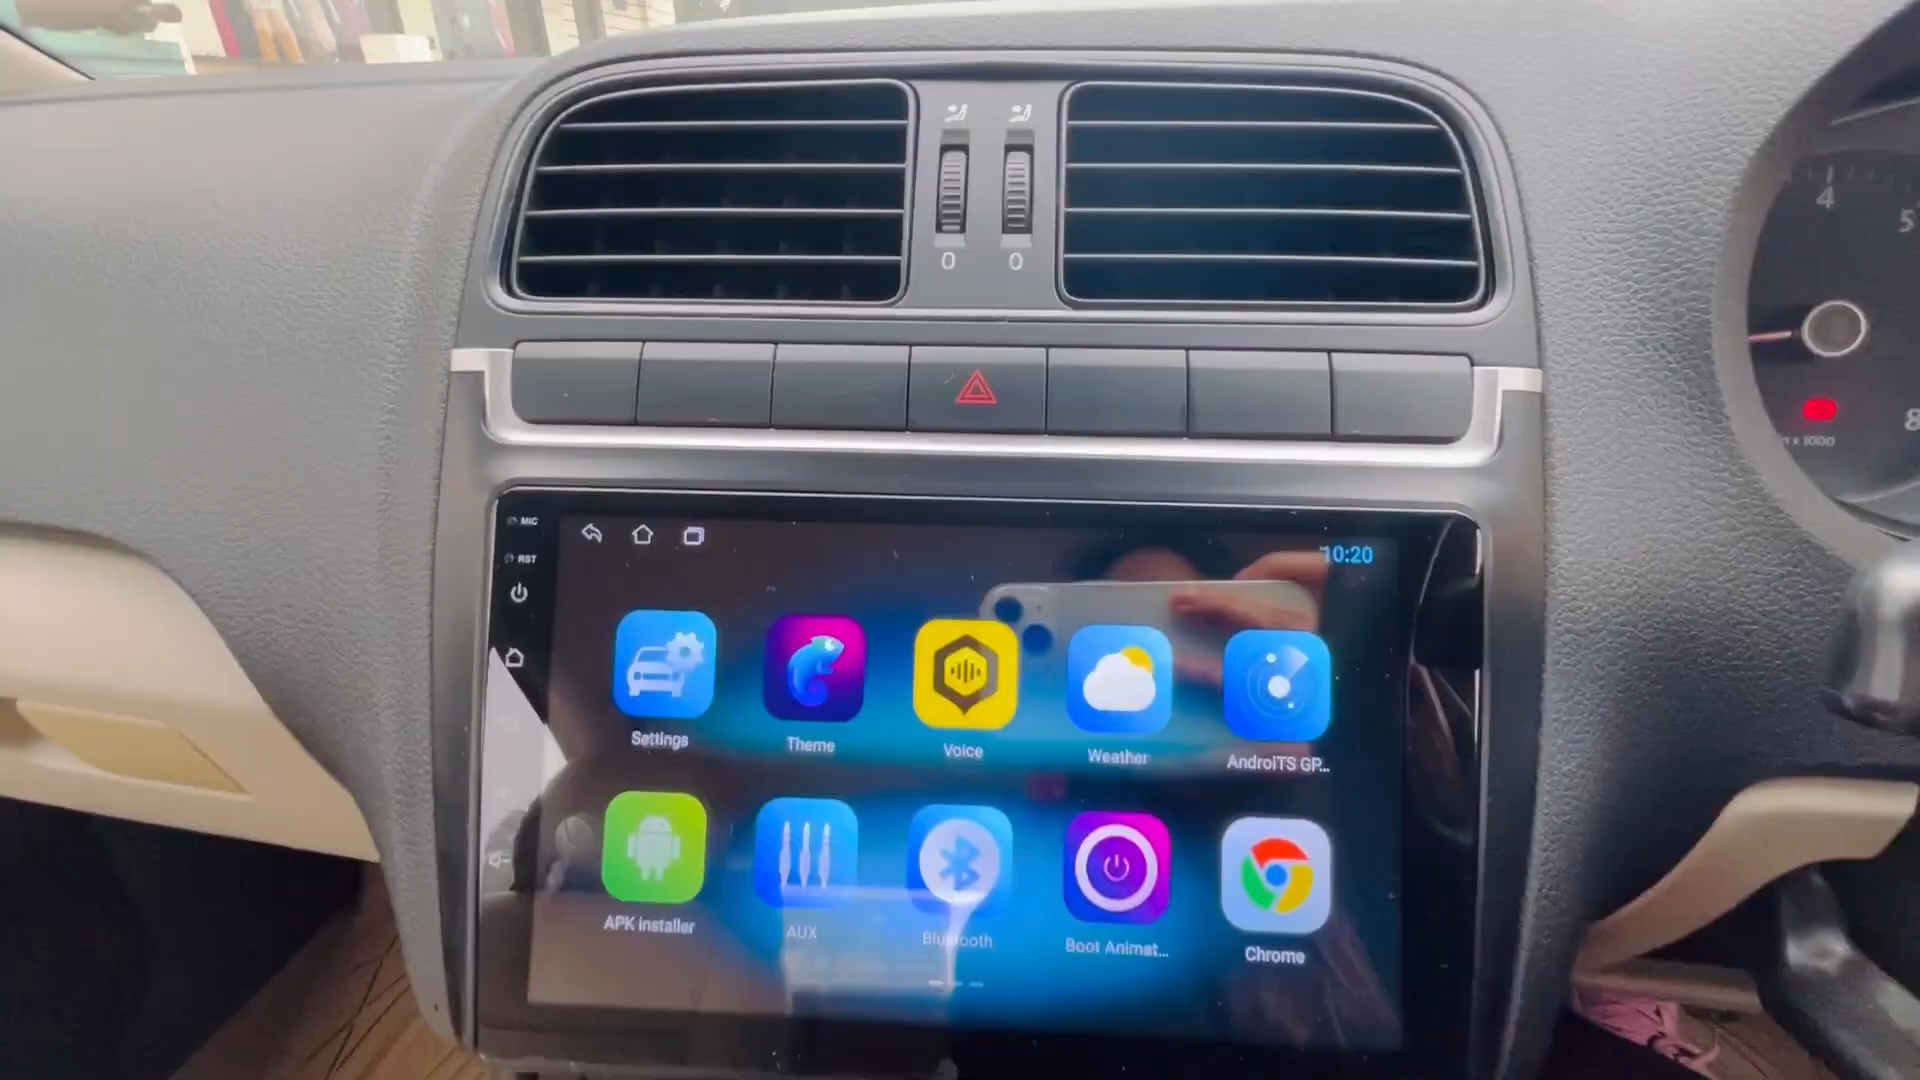 0 0
4
5
8
MIC
RST
10:20
Settings Theme Voice Weather AndroiTS GP...
APK installer AUX Bluetooth Boot Animat... Chrome